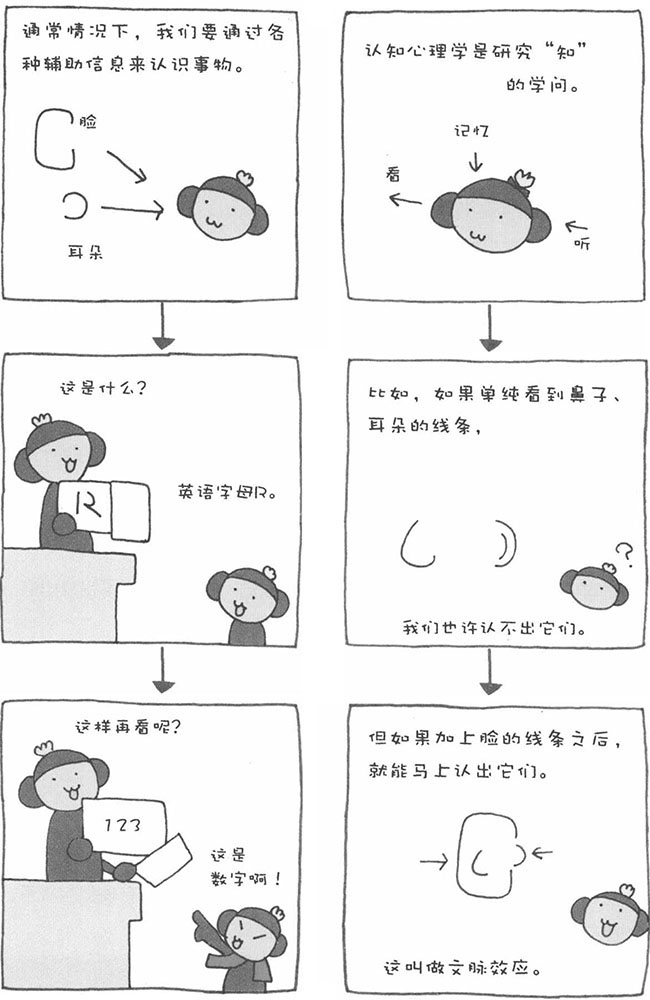 认知心理学是研究“知”
的学问。
记忆
看
听
比如，如果单纯看到鼻子、
耳朵的线条，
?
我们也许认不出它们。
但如果加上脸的线条之后，
就能马上认出它们。
这叫做文脉效应。
通常情况下，我们要通过各
种辅助信息来认识事物。
脸
耳朵
这是什么?
R
英语字母R。
这样再看呢?
123
这是
数字啊！